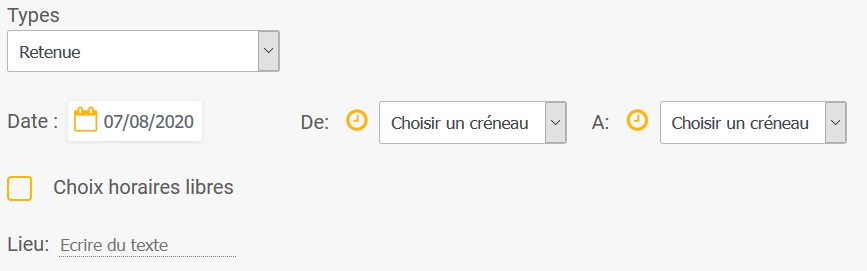 Types
Retenue
Date : 07/08/2020 De: Choisir un créneau A: Choisir un créneau
Choix horaires libres
Lieu: Ecrire du texte